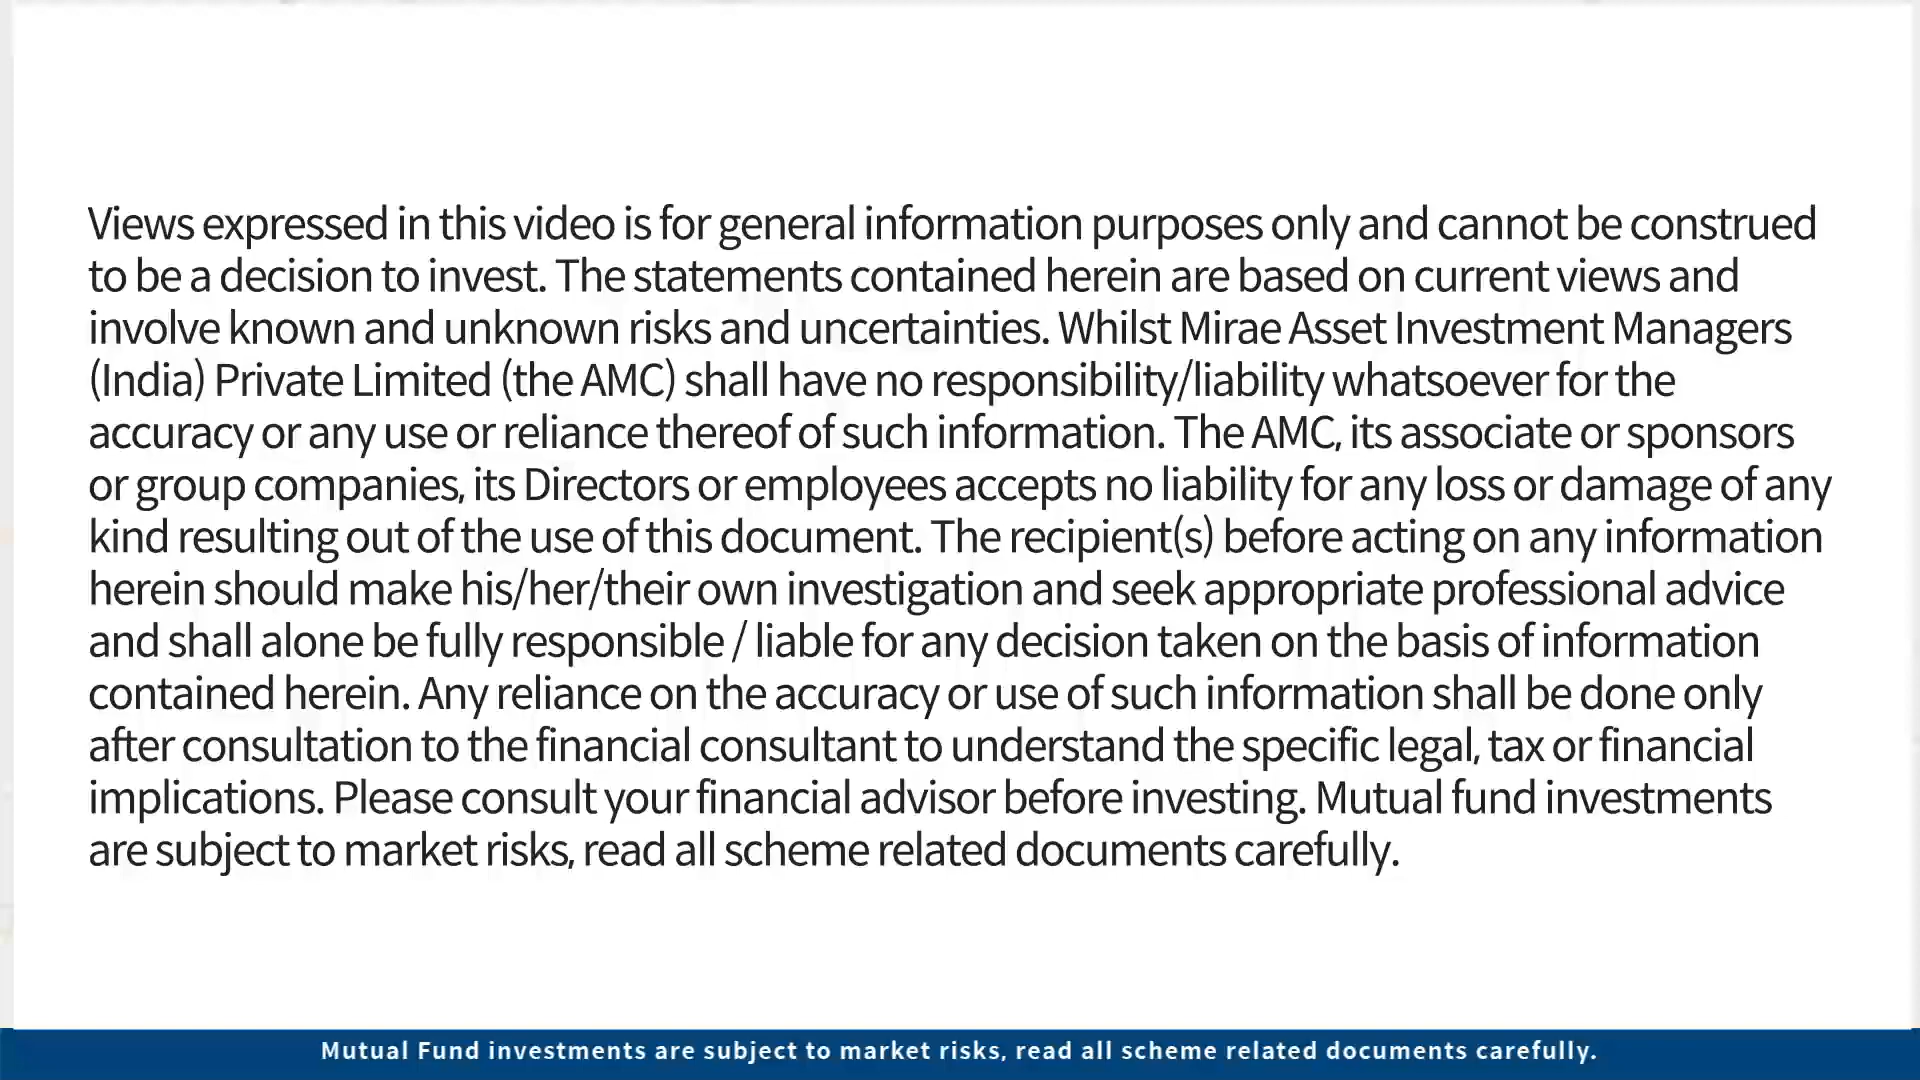 Views expressed in this video is for general information purposes only and cannot be construed
to be a decision to invest. The statements contained herein are based on current views and
involve known and unknown risks and uncertainties. Whilst Mirae Asset Investment Managers
(India) Private Limited (the AMC) shall have no responsibility/liability whatsoever for the
accuracy or any use or reliance thereof of such information. The AMC, its associate or sponsors
or group companies, its Directors or employees accepts no liability for any loss or damage of any
kind resulting out of the use of this document. The recipient(s) before acting on any information
herein should make his/her/their own investigation and seek appropriate professional advice
and shall alone be fully responsible / liable for any decision taken on the basis of information
contained herein. Any reliance on the accuracy or use of such information shall be done only
after consultation to the financial consultant to understand the specific legal, tax or financial
implications. Please consult your financial advisor before investing. Mutual fund investments
are subject to market risks, read all scheme related documents carefully.
Mutual Fund investments are subject to market risks, read all scheme related documents carefully.